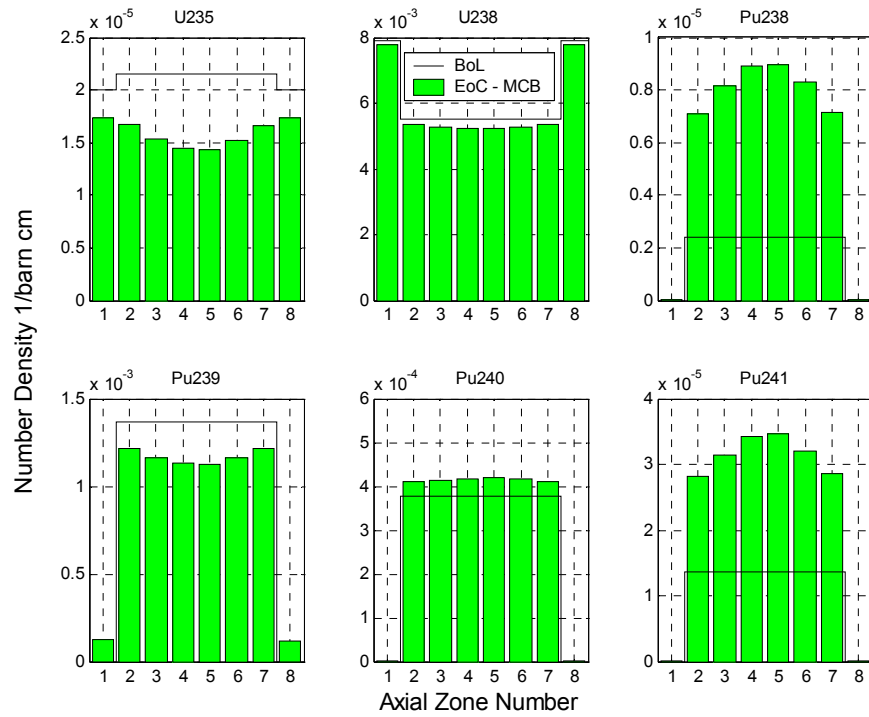 x 10⁻⁵ U235
2.5
2
1.5
1
0.5
0
1 2 3 4 5 6 7 8
x 10⁻³ U238
8
6
4
2
0
1 2 3 4 5 6 7 8
BoL
EoC - MCB
x 10⁻⁵ Pu238
1
0.8
0.6
0.4
0.2
0
1 2 3 4 5 6 7 8
Number Density 1/barn cm
x 10⁻³ Pu239
1.5
1
0.5
0
1 2 3 4 5 6 7 8
x 10⁻⁴ Pu240
6
5
4
3
2
1
0
1 2 3 4 5 6 7 8
x 10⁻⁵ Pu241
4
3
2
1
0
1 2 3 4 5 6 7 8
Axial Zone Number